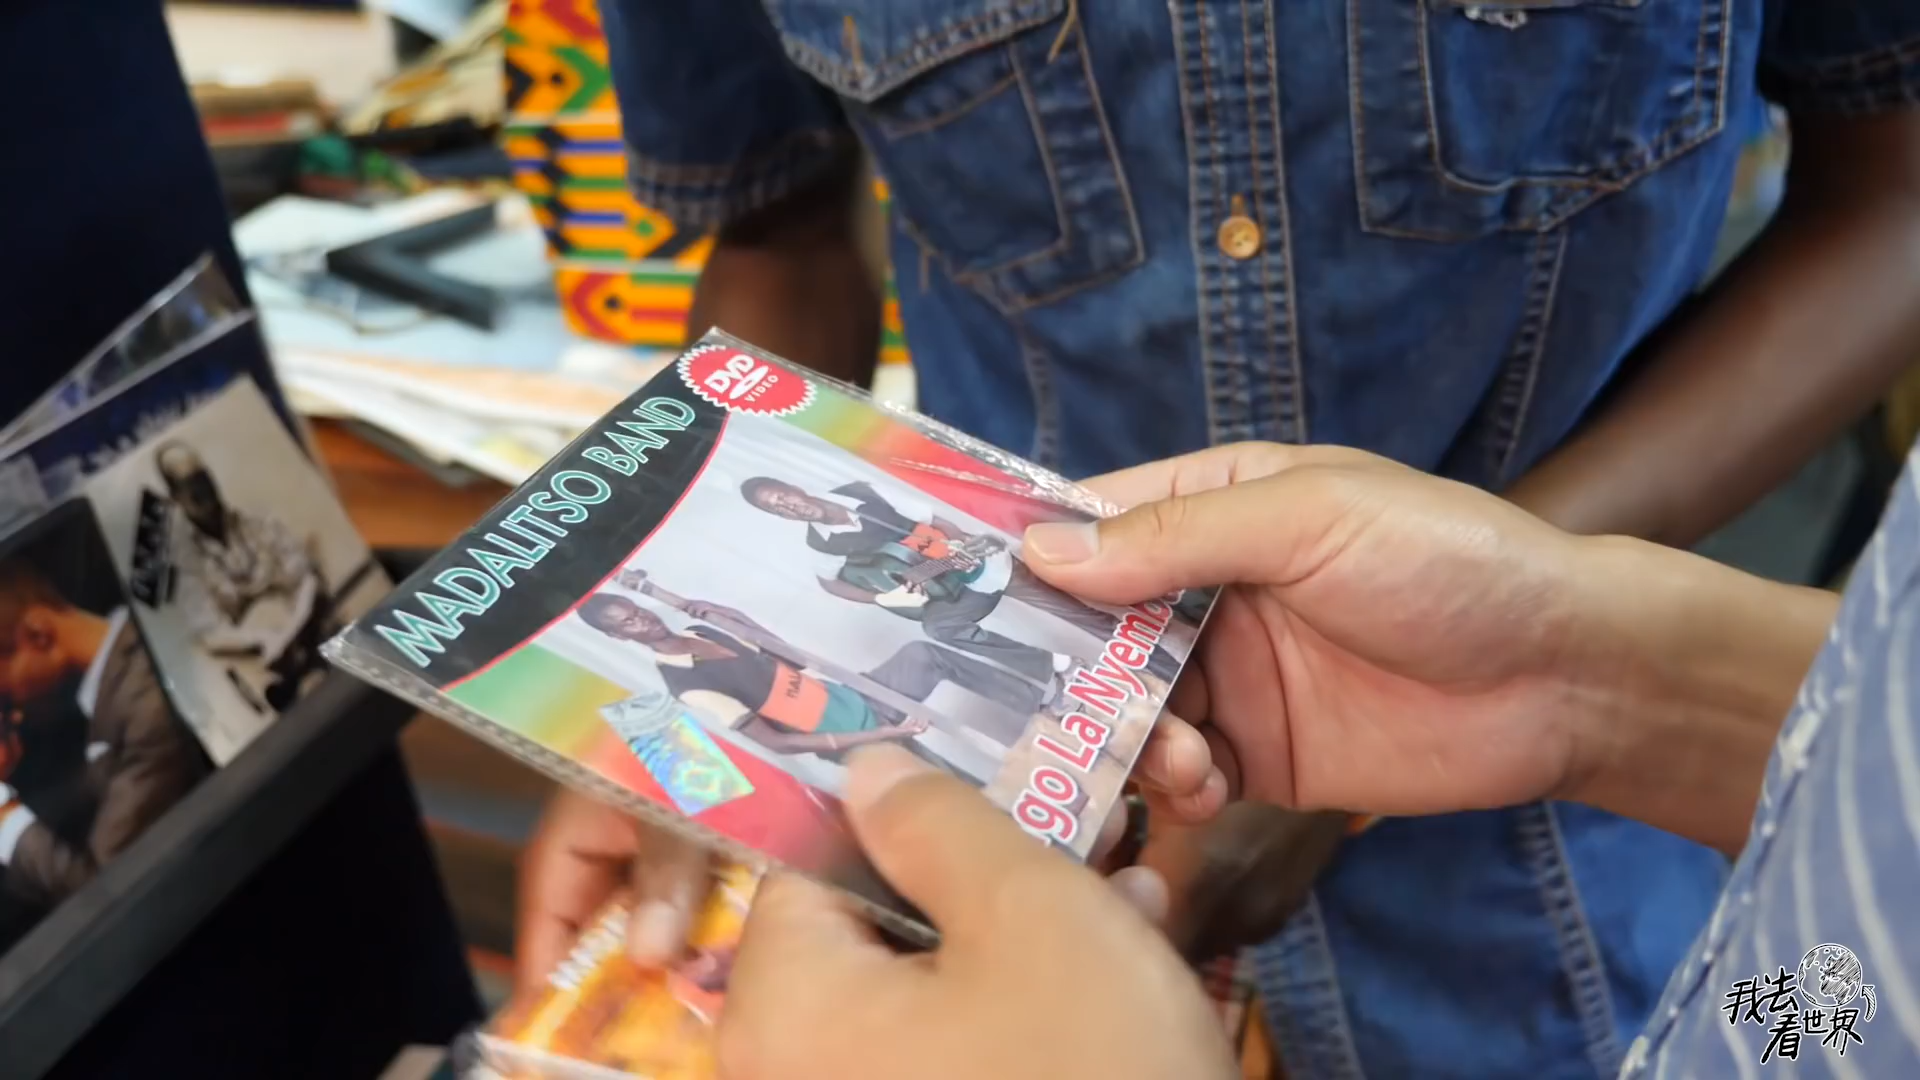 DVD
VIDEO
MADALITSO BAND
go La Nyemb
我去
看世界